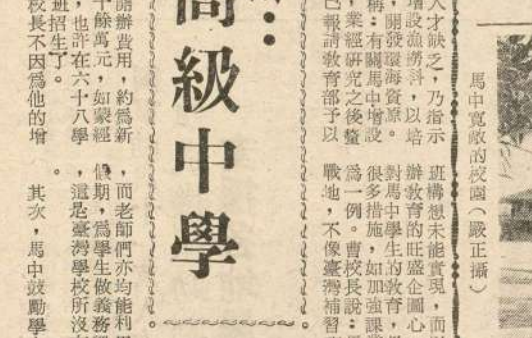 馬中寬敞的校園（嚴正攝）
人才缺乏，乃指示
增設漁撈科，以培
，開發環海資源。
稱：有關馬中增設
，業經研究之後釐
已報請教育部予以
班構想未能實現，而
辦教育的旺盛企圖心
對馬中學生的教育，
很多措施，如加強課
為一例。曹校長說：
戰地，不像臺灣補習
：
高級中學
辦費用，約為新
十餘萬元，如蒙經
，也許在六十八學
班招生了。
校長不因為他的增
，而老師們亦均能利
假期，為學生做義務
，這是臺灣學校所沒
。
其次，馬中鼓勵學